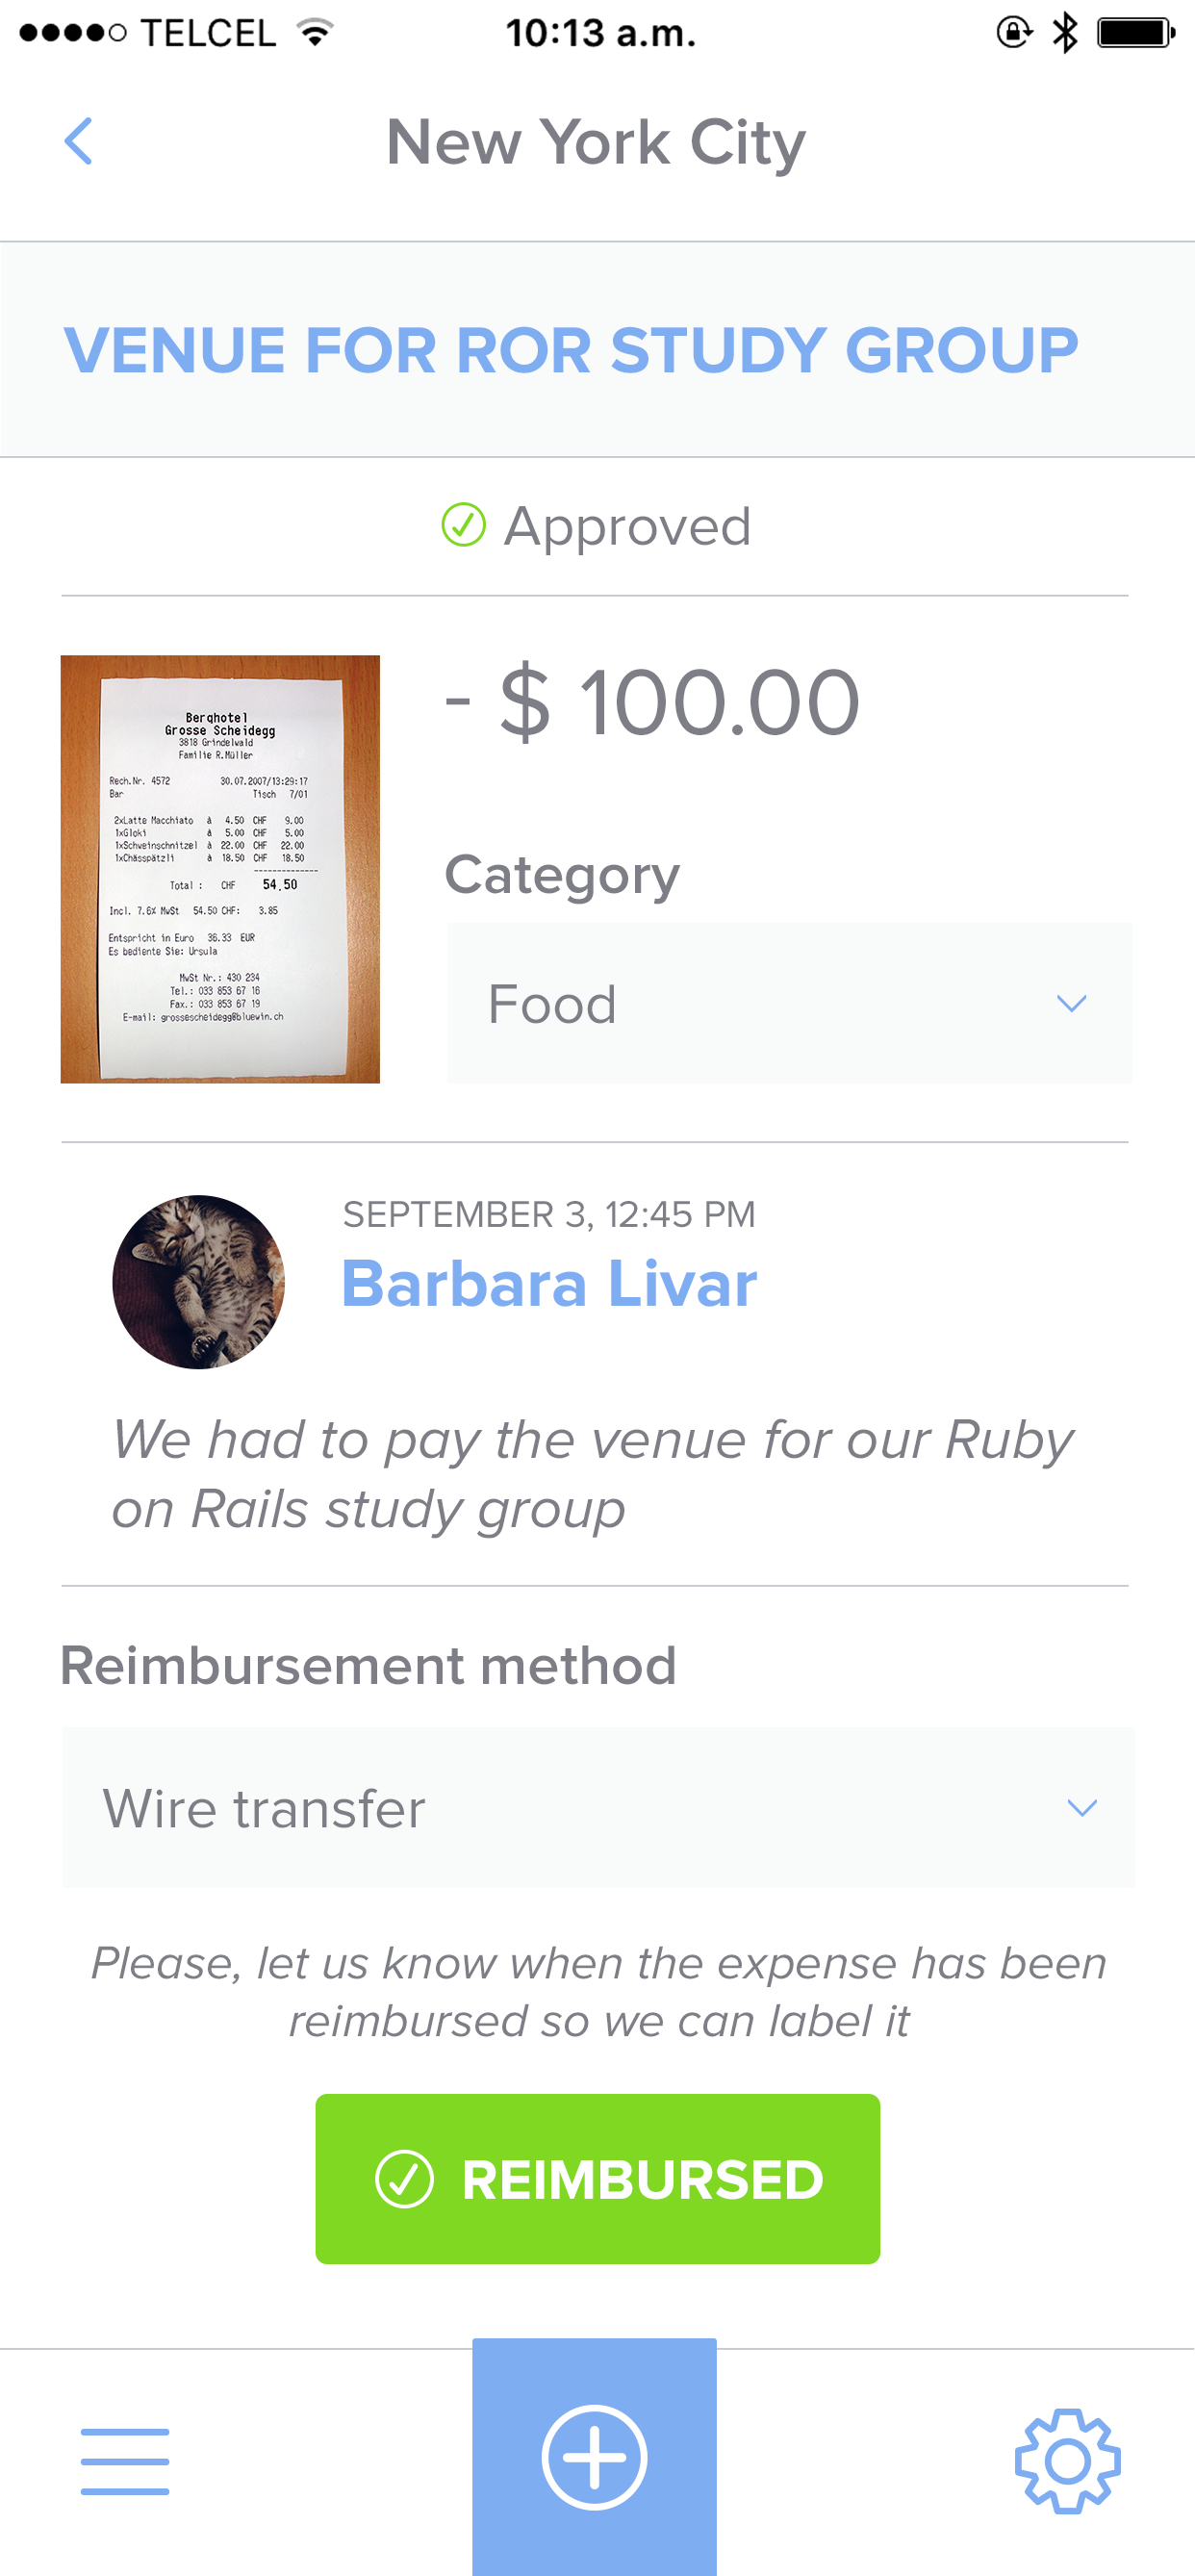 TELCEL 10:13 a.m.
New York City
VENUE FOR ROR STUDY GROUP
Approved
Berghotel
Grosse Scheidegg
3818 Grindelwald
Familie R.Müller
Rech.Nr. 4572 30.07.2007/13:29:17
Bar Tisch 7/01
2xLatte Macchiato à 4.50 CHF 9.00
1xGloki à 5.00 CHF 5.00
1xSchweinschnitzel à 22.00 CHF 22.00
1xChässpätzli à 18.50 CHF 18.50
Total : CHF 54.50
Incl. 7.6% MwSt 54.50 CHF: 3.85
Entspricht in Euro 36.33 EUR
Es bediente Sie: Ursula
MwSt Nr.: 430 234
Tel.: 033 853 67 16
Fax.: 033 853 67 19
E-mail: grossescheidegg@bluewin.ch
- $ 100.00
Category
Food
SEPTEMBER 3, 12:45 PM
Barbara Livar
We had to pay the venue for our Ruby
on Rails study group
Reimbursement method
Wire transfer
Please, let us know when the expense has been
reimbursed so we can label it
REIMBURSED